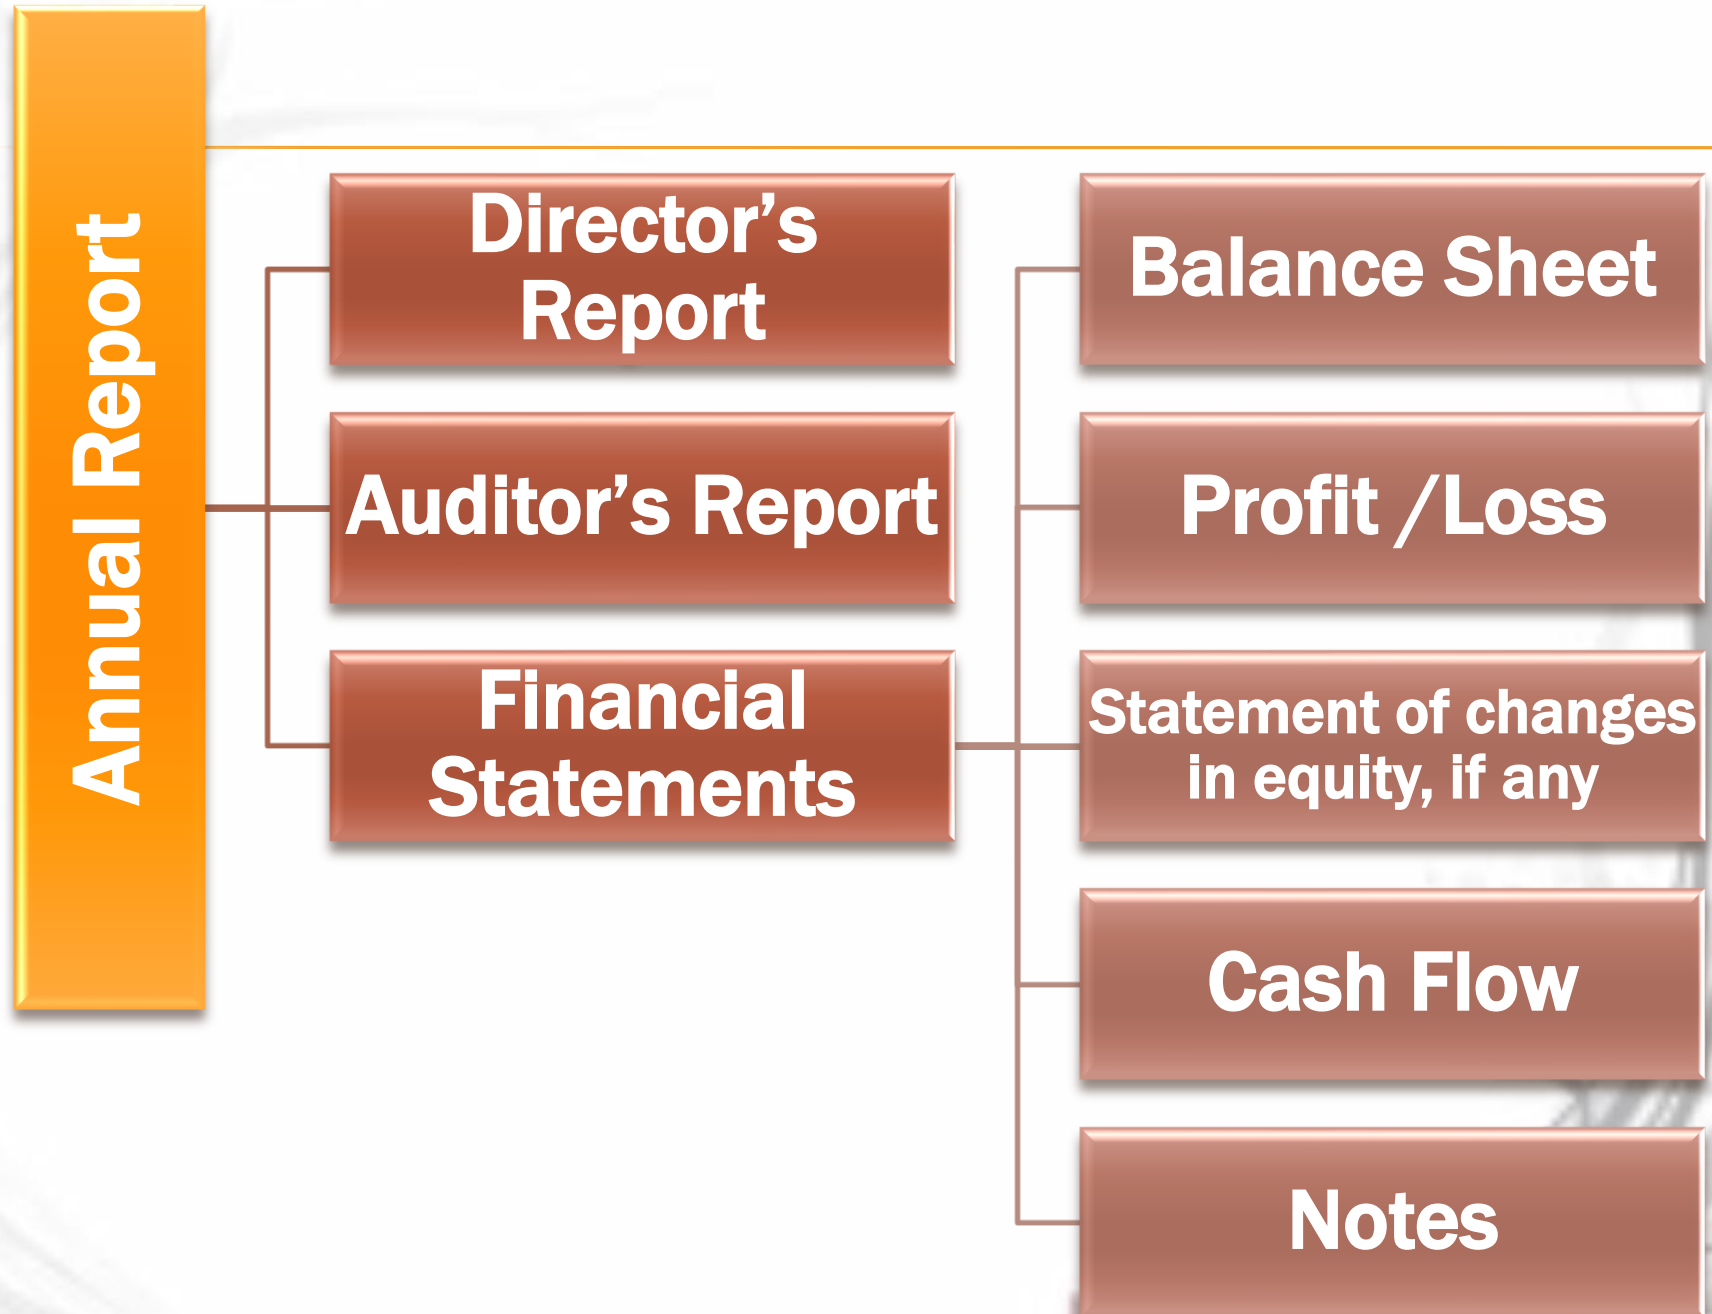 Annual Report
Director’s
Report
Auditor’s Report
Financial
Statements
Balance Sheet
Profit /Loss
Statement of changes
in equity, if any
Cash Flow
Notes